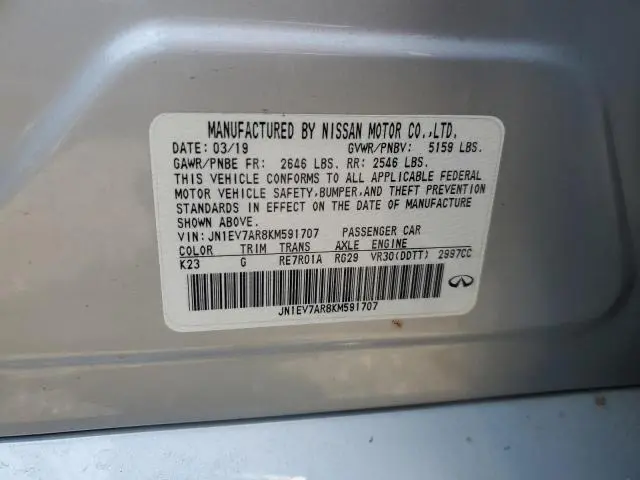 MANUFACTURED BY NISSAN MOTOR CO.,LTD.
DATE: 03/19 GVWR/PNBV: 5159 LBS.
GAWR/PNBE FR: 2646 LBS. RR: 2546 LBS.
THIS VEHICLE CONFORMS TO ALL APPLICABLE FEDERAL
MOTOR VEHICLE SAFETY,BUMPER,AND THEFT PREVENTION
STANDARDS IN EFFECT ON THE DATE OF MANUFACTURE
SHOWN ABOVE.
VIN: JN1EV7AR8KM591707 PASSENGER CAR
COLOR TRIM TRANS AXLE ENGINE
K23 G RE7R01A RG29 VR30(DDTT) 2997CC
JN1EV7AR8KM591707